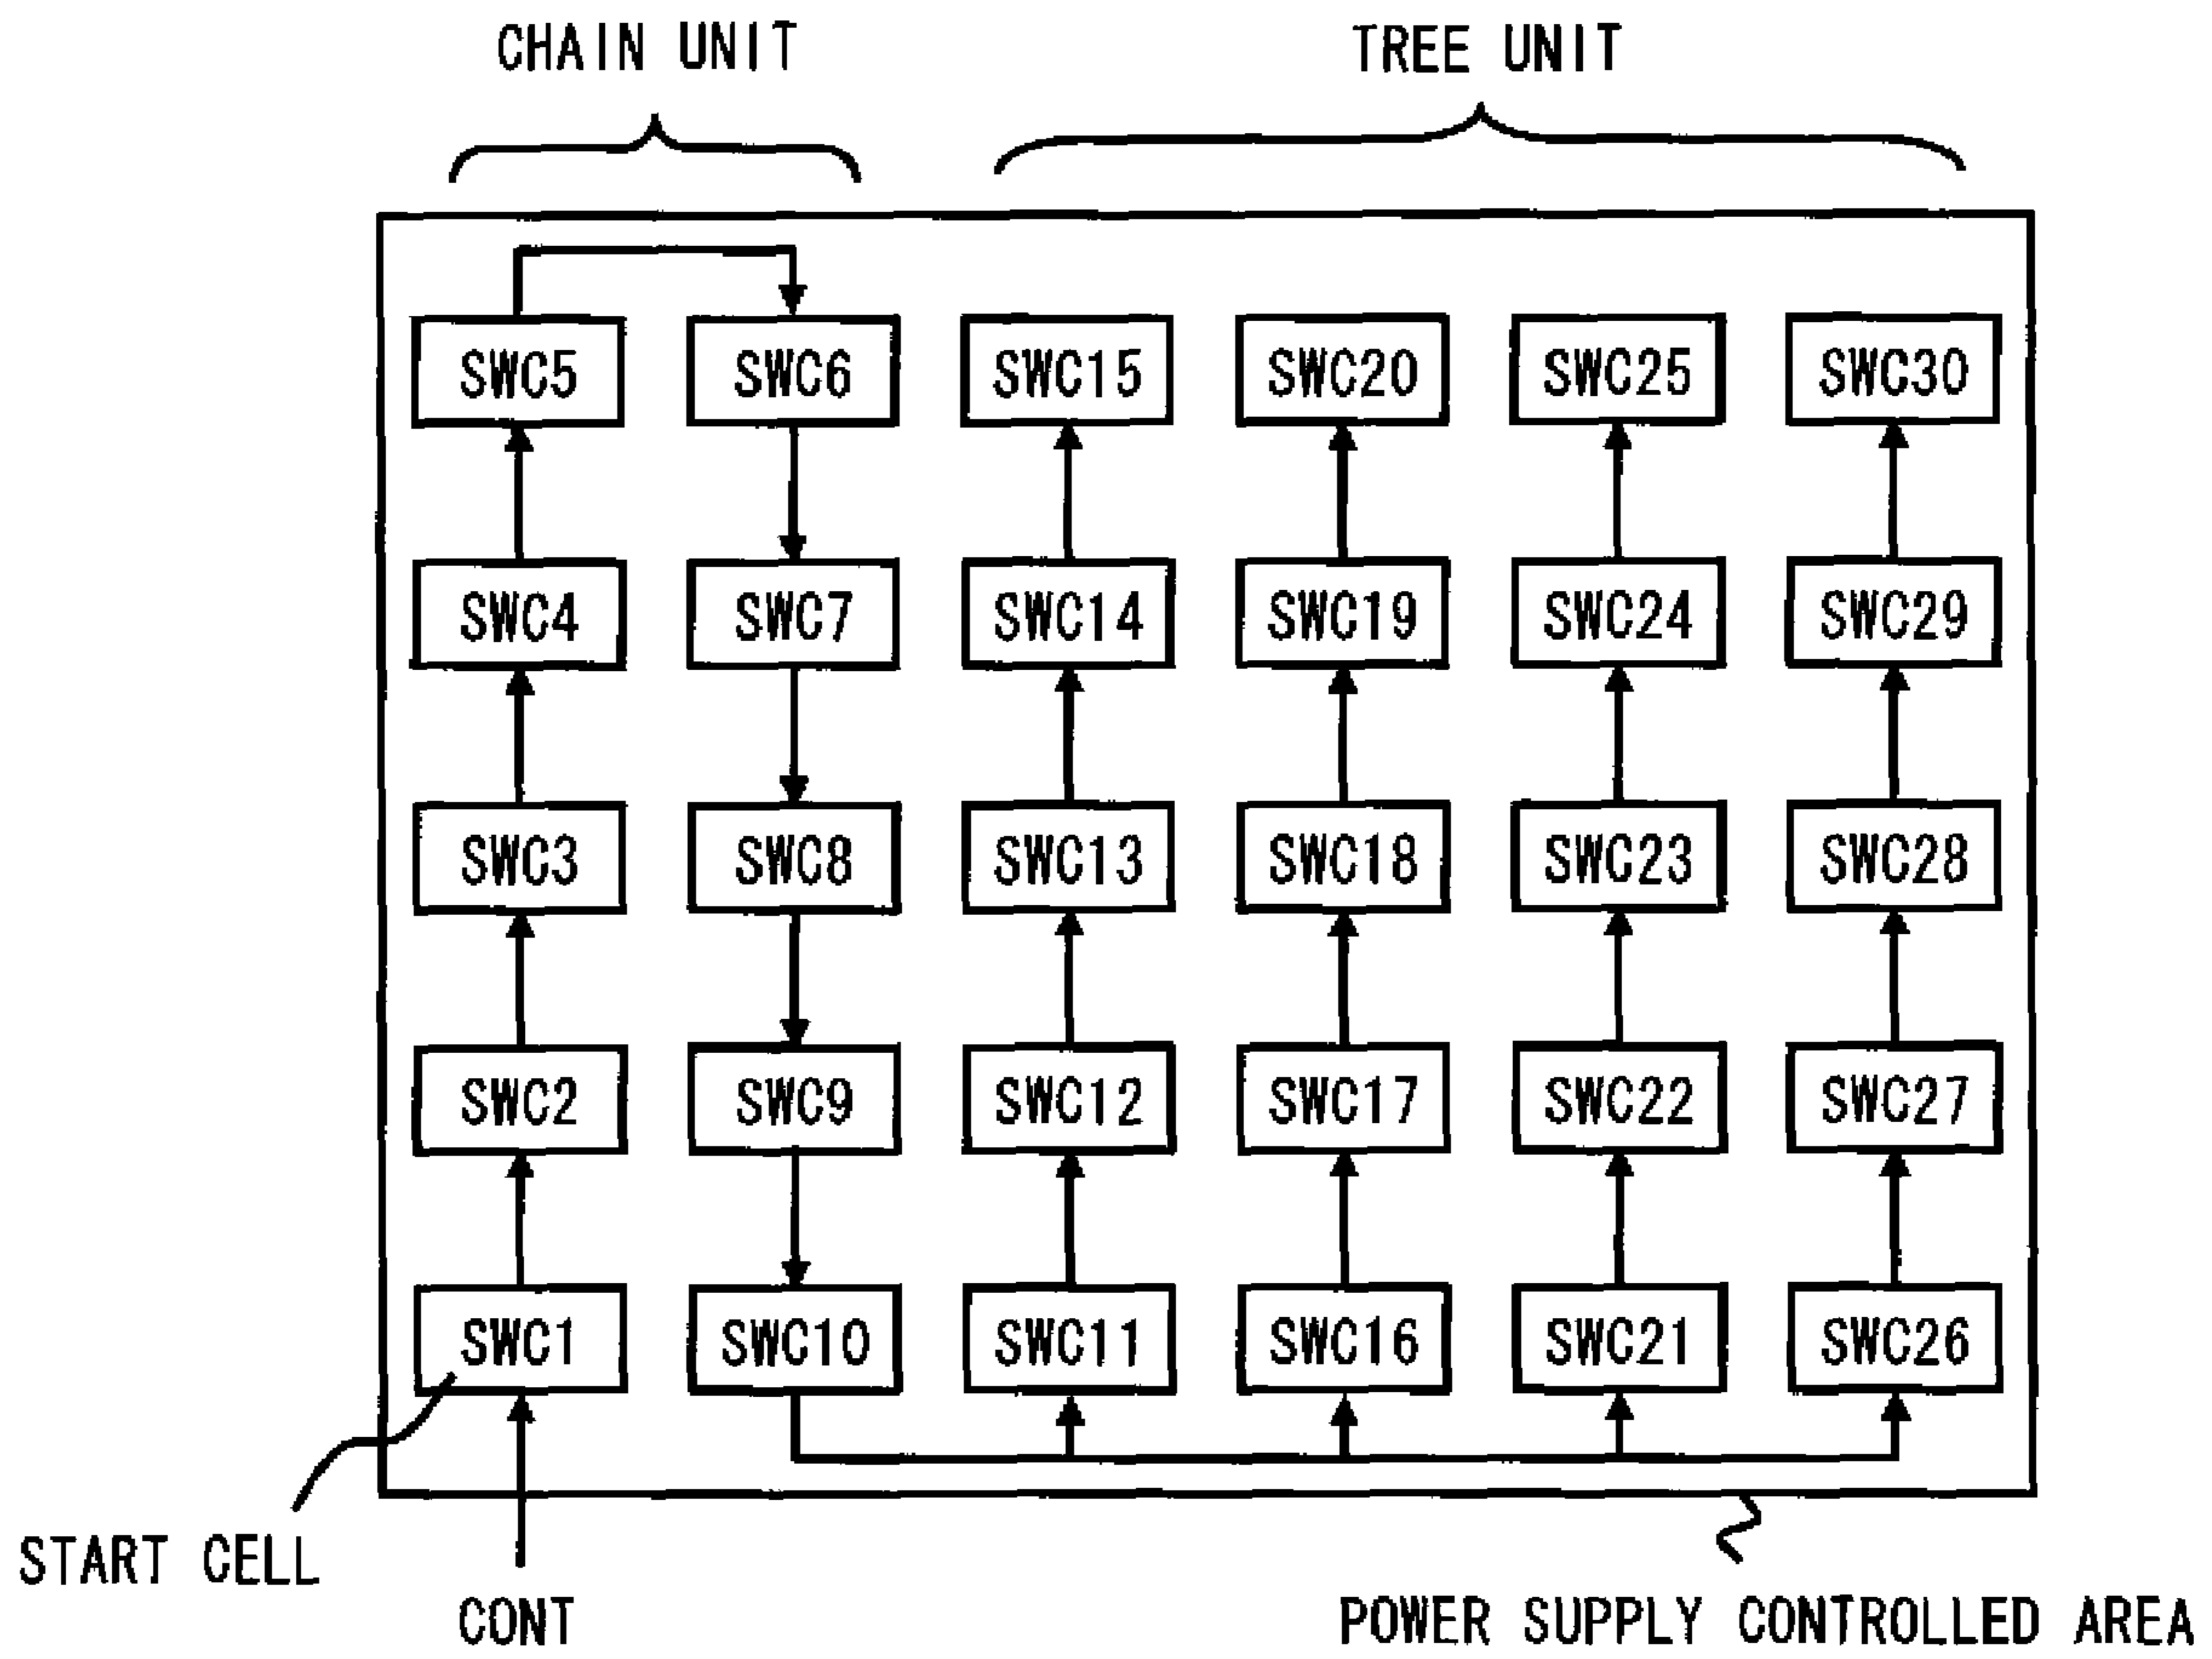 CHAIN UNIT TREE UNIT
SWC5 SWC6 SWC15 SWC20 SWC25 SWC30
SWC4 SWC7 SWC14 SWC19 SWC24 SWC29
SWC3 SWC8 SWC13 SWC18 SWC23 SWC28
SWC2 SWC9 SWC12 SWC17 SWC22 SWC27
SWC1 SWC10 SWC11 SWC16 SWC21 SWC26
START CELL
CONT POWER SUPPLY CONTROLLED AREA